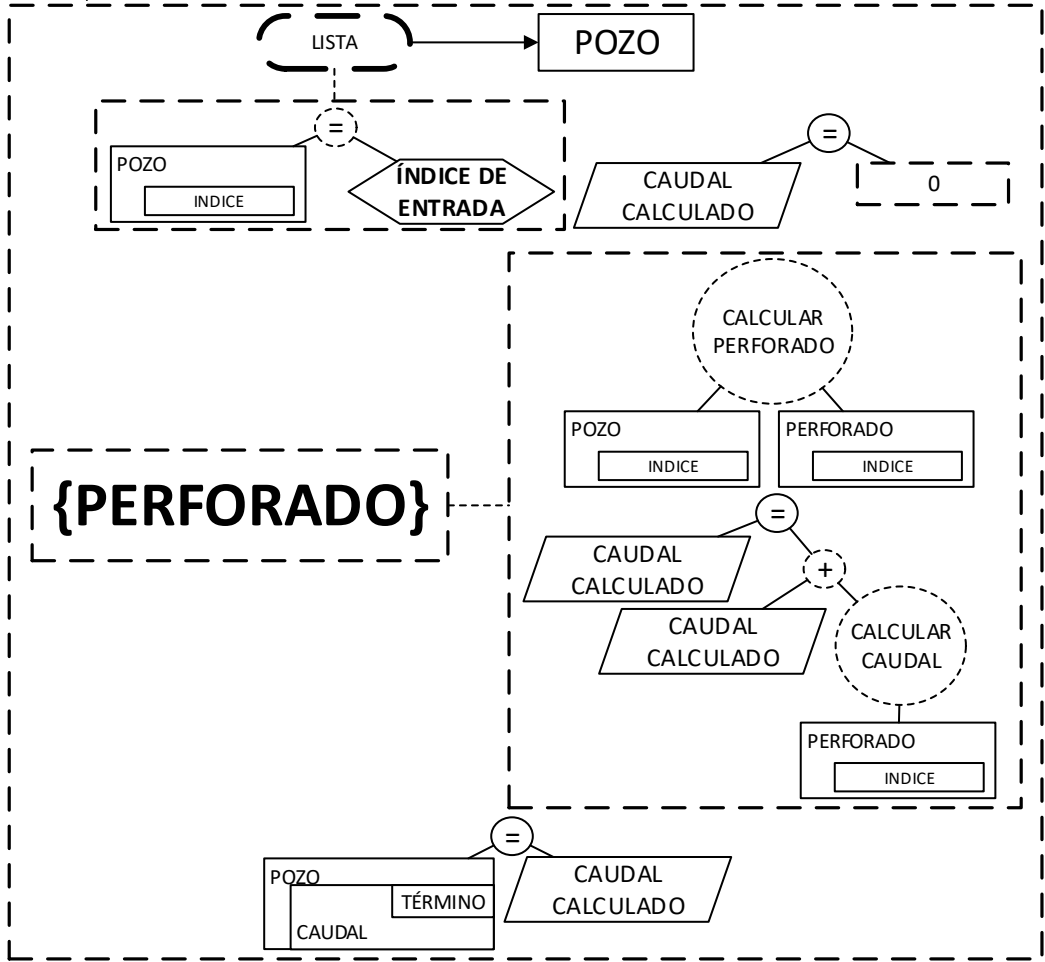 LISTA
POZO
=
POZO
INDICE
ÍNDICE DE
ENTRADA
=
CAUDAL
CALCULADO
0
CALCULAR
PERFORADO
POZO
INDICE
PERFORADO
INDICE
{PERFORADO}
=
CAUDAL
CALCULADO
+
CAUDAL
CALCULADO
CALCULAR
CAUDAL
PERFORADO
INDICE
=
POZO
TÉRMINO
CAUDAL
CAUDAL
CALCULADO